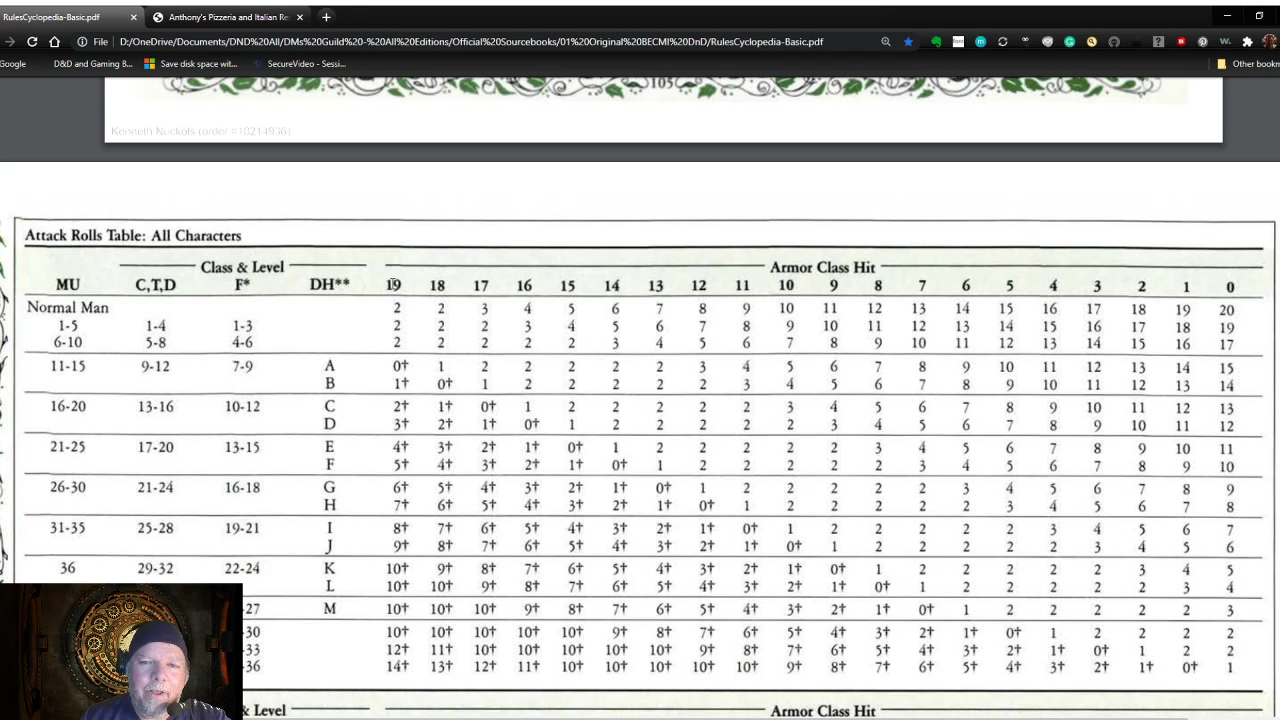 RulesCyclopedia-Basic.pdf × Anthony's Pizzeria and Italian Re: × +
File D:/OneDrive/Documents/DND%20All/DMs%20Guild%20-%20All%20Editions/Official%20Sourcebooks/01%20Original%20BECMI%20DnD/RulesCyclopedia-Basic.pdf
Google D&D and Gaming B... Save disk space wit... SecureVideo - Sessi... Other bookm
105
Kenneth Nuckols (order #18214936)
Attack Rolls Table: All Characters
Class & Level Armor Class Hit
MU C,T,D F* DH** 19 18 17 16 15 14 13 12 11 10 9 8 7 6 5 4 3 2 1 0
Normal Man 2 2 3 4 5 6 7 8 9 10 11 12 13 14 15 16 17 18 19 20
1-5 1-4 1-3 2 2 2 3 4 5 6 7 8 9 10 11 12 13 14 15 16 17 18 19
6-10 5-8 4-6 2 2 2 2 2 3 4 5 6 7 8 9 10 11 12 13 14 15 16 17
11-15 9-12 7-9 A 0† 1 2 2 2 2 2 3 4 5 6 7 8 9 10 11 12 13 14 15
B 1† 0† 1 2 2 2 2 2 3 4 5 6 7 8 9 10 11 12 13 14
16-20 13-16 10-12 C 2† 1† 0† 1 2 2 2 2 2 3 4 5 6 7 8 9 10 11 12 13
D 3† 2† 1† 0† 1 2 2 2 2 2 3 4 5 6 7 8 9 10 11 12
21-25 17-20 13-15 E 4† 3† 2† 1† 0† 1 2 2 2 2 2 3 4 5 6 7 8 9 10 11
F 5† 4† 3† 2† 1† 0† 1 2 2 2 2 2 3 4 5 6 7 8 9 10
26-30 21-24 16-18 G 6† 5† 4† 3† 2† 1† 0† 1 2 2 2 2 2 3 4 5 6 7 8 9
H 7† 6† 5† 4† 3† 2† 1† 0† 1 2 2 2 2 2 3 4 5 6 7 8
31-35 25-28 19-21 I 8† 7† 6† 5† 4† 3† 2† 1† 0† 1 2 2 2 2 2 3 4 5 6 7
J 9† 8† 7† 6† 5† 4† 3† 2† 1† 0† 1 2 2 2 2 2 3 4 5 6
36 29-32 22-24 K 10† 9† 8† 7† 6† 5† 4† 3† 2† 1† 0† 1 2 2 2 2 2 3 4 5
L 10† 10† 9† 8† 7† 6† 5† 4† 3† 2† 1† 0† 1 2 2 2 2 2 3 4
-27 M 10† 10† 10† 9† 8† 7† 6† 5† 4† 3† 2† 1† 0† 1 2 2 2 2 2 3
-30 10† 10† 10† 10† 10† 9† 8† 7† 6† 5† 4† 3† 2† 1† 0† 1 2 2 2 2
-33 12† 11† 10† 10† 10† 10† 10† 9† 8† 7† 6† 5† 4† 3† 2† 1† 0† 1 2 2
-36 14† 13† 12† 11† 10† 10† 10† 10† 10† 9† 8† 7† 6† 5† 4† 3† 2† 1† 0† 1
& Level Armor Class Hit